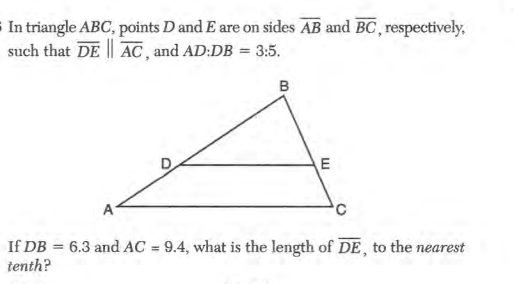 In triangle ABC, points D and E are on sides AB and BC, respectively,
such that DE || AC, and AD:DB = 3:5.
B
D
E
A
C
If DB = 6.3 and AC = 9.4, what is the length of DE, to the nearest
tenth?